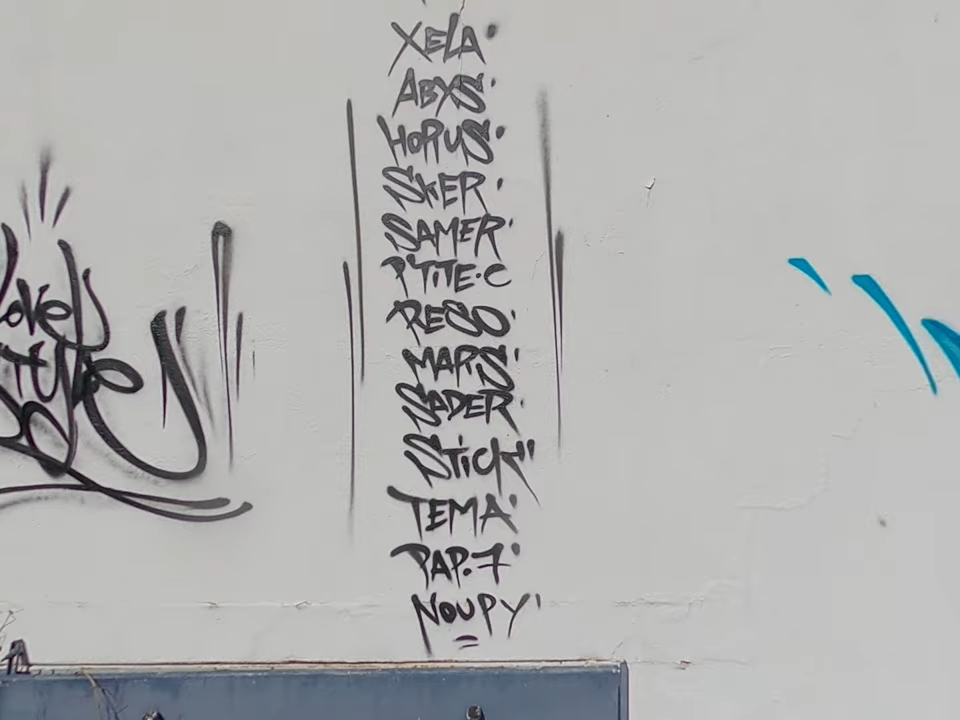 XELA'
ABYS'
HORUS'
SKER'
SAMER'
P'TITE·C
RESO'
MARS'
SADER'
STiCK"
TEMA'
PAP.7'
NOUPY'